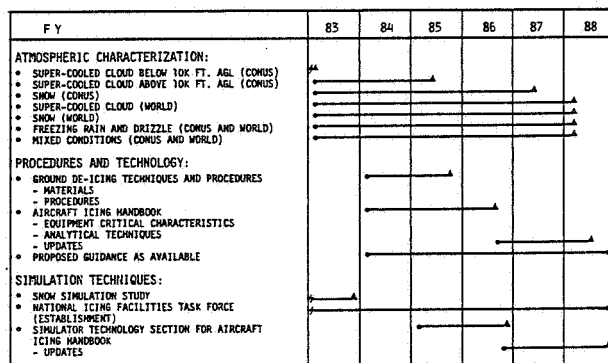 FY 83 84 85 86 87 88
ATMOSPHERIC CHARACTERIZATION:
• SUPER-COOLED CLOUD BELOW 10K FT. AGL (CONUS)
• SUPER-COOLED CLOUD ABOVE 10K FT. AGL (CONUS)
• SNOW (CONUS)
• SUPER-COOLED CLOUD (WORLD)
• SNOW (WORLD)
• FREEZING RAIN AND DRIZZLE (CONUS AND WORLD)
• MIXED CONDITIONS (CONUS AND WORLD)
PROCEDURES AND TECHNOLOGY:
• GROUND DE-ICING TECHNIQUES AND PROCEDURES
- MATERIALS
- PROCEDURES
• AIRCRAFT ICING HANDBOOK
- EQUIPMENT CRITICAL CHARACTERISTICS
- ANALYTICAL TECHNIQUES
- UPDATES
• PROPOSED GUIDANCE AS AVAILABLE
SIMULATION TECHNIQUES:
• SNOW SIMULATION STUDY
• NATIONAL ICING FACILITIES TASK FORCE
(ESTABLISHMENT)
• SIMULATOR TECHNOLOGY SECTION FOR AIRCRAFT
ICING HANDBOOK
- UPDATES